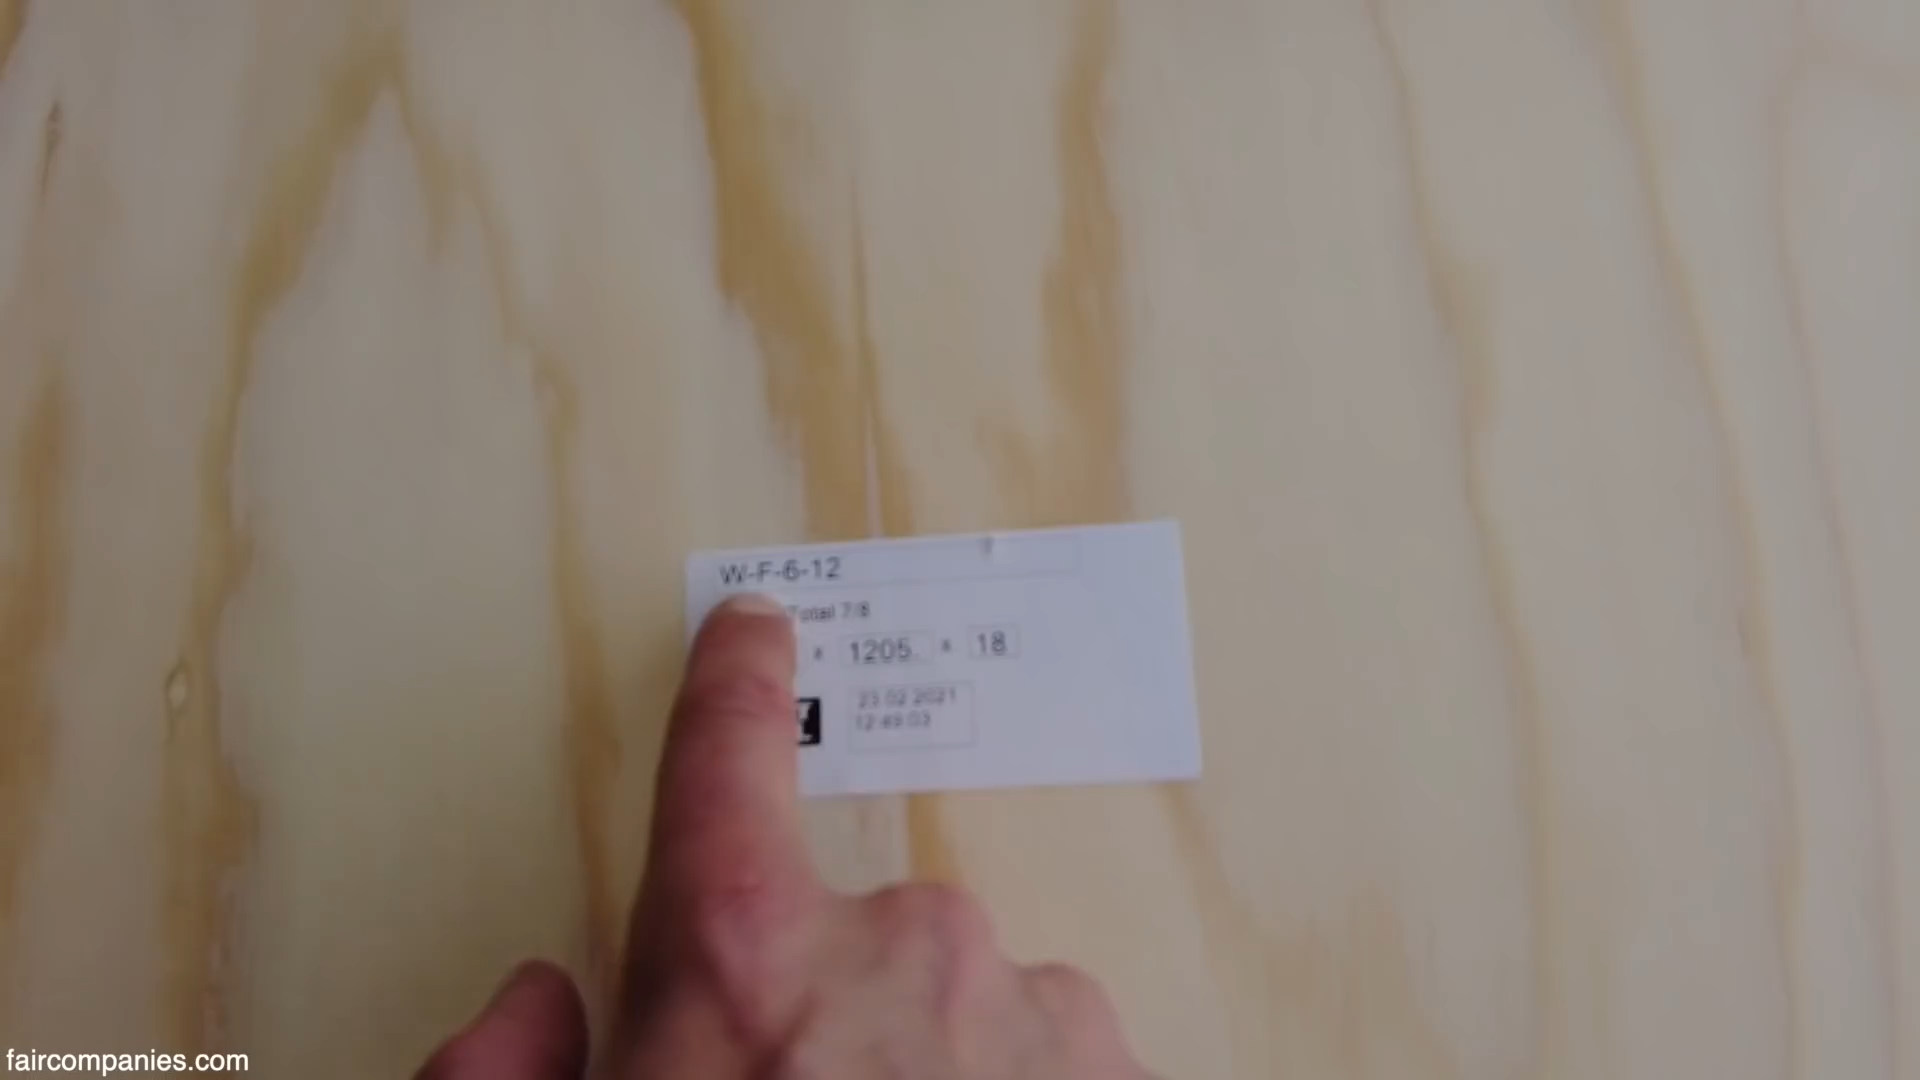 W-F-6-12
Total 7/8
x 1205. x 18
23.02.2021
12:49:03
faircompanies.com